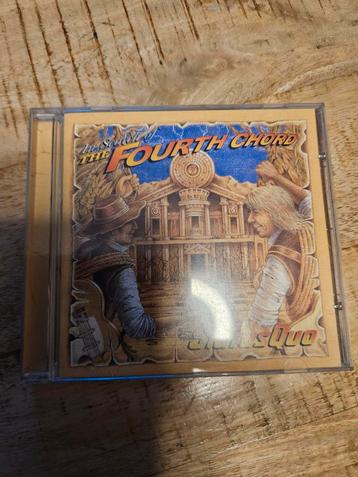 In Search of
THE FOURTH CHORD
Status Quo